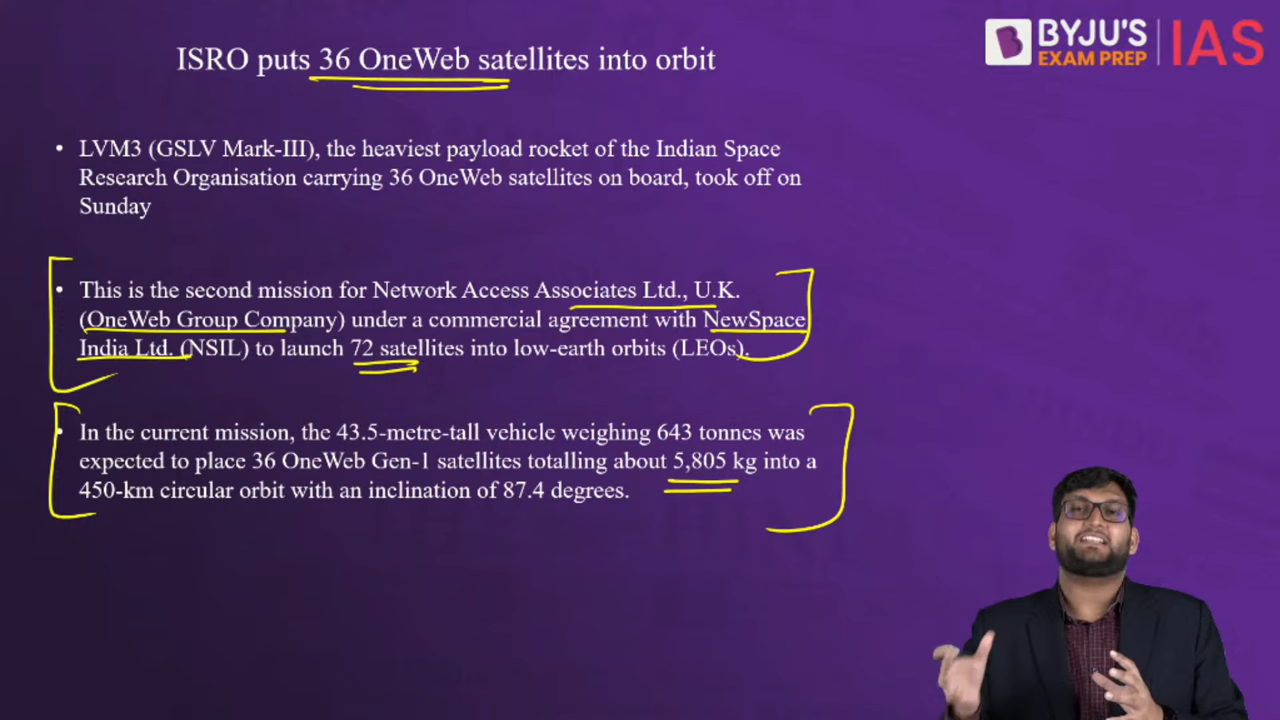 ISRO puts 36 OneWeb satellites into orbit
BYJU'S
EXAM PREP
IAS
• LVM3 (GSLV Mark-III), the heaviest payload rocket of the Indian Space
Research Organisation carrying 36 OneWeb satellites on board, took off on
Sunday
• This is the second mission for Network Access Associates Ltd., U.K.
(OneWeb Group Company) under a commercial agreement with NewSpace
India Ltd. (NSIL) to launch 72 satellites into low-earth orbits (LEOs).
• In the current mission, the 43.5-metre-tall vehicle weighing 643 tonnes was
expected to place 36 OneWeb Gen-1 satellites totalling about 5,805 kg into a
450-km circular orbit with an inclination of 87.4 degrees.